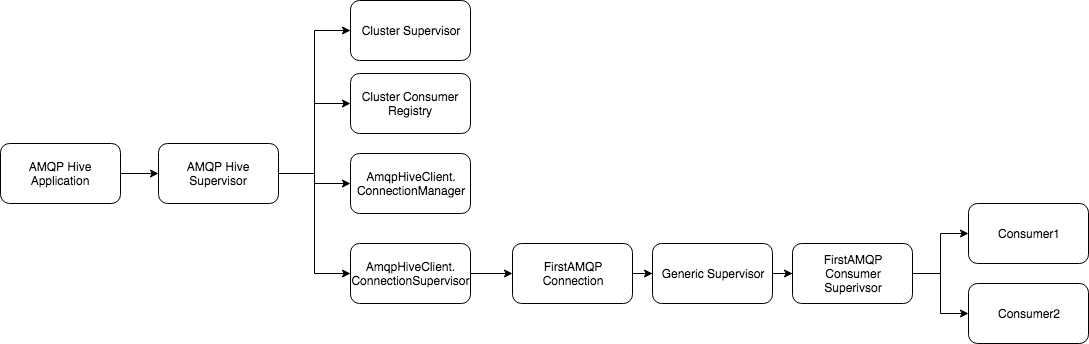 Cluster Supervisor
Cluster Consumer
Registry
AMQP Hive
Application
AMQP Hive
Supervisor
AmqpHiveClient.
ConnectionManager
AmqpHiveClient.
ConnectionSupervisor
FirstAMQP
Connection
Generic Supervisor
FirstAMQP
Consumer
Superivsor
Consumer1
Consumer2